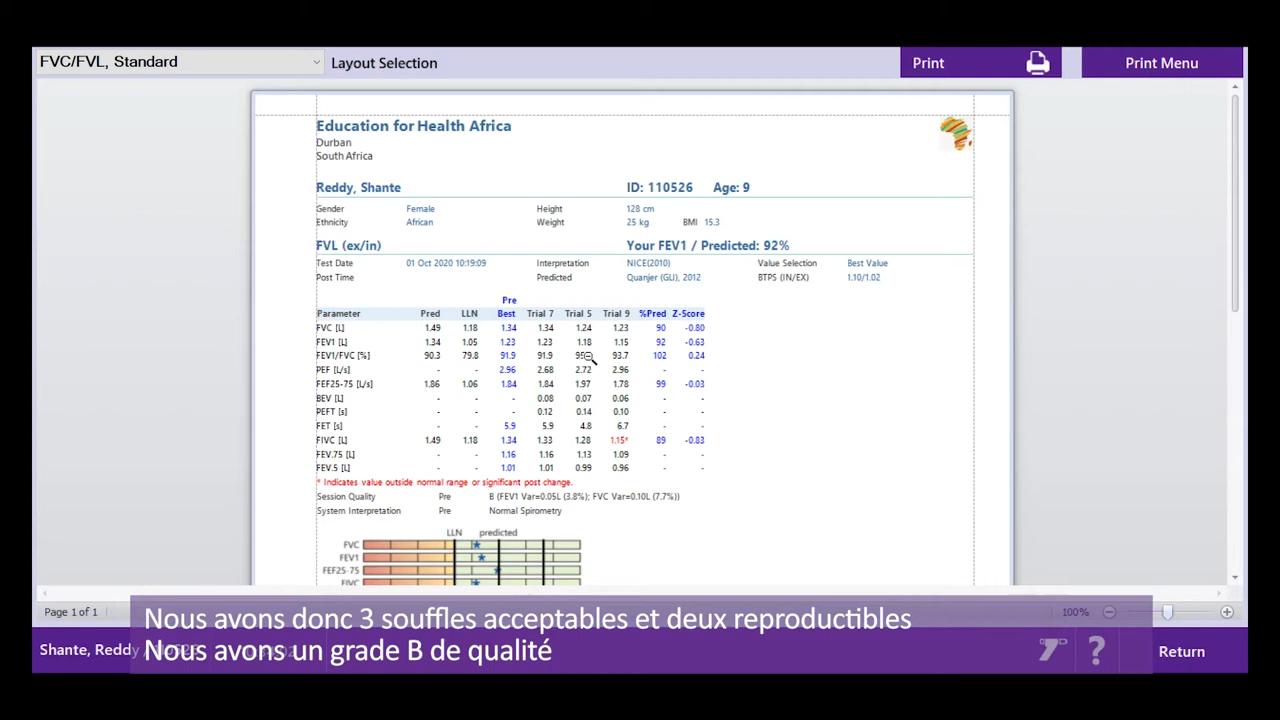 FVC/FVL, Standard Layout Selection Print Print Menu
Education for Health Africa
Durban
South Africa
Reddy, Shante ID: 110526 Age: 9
Gender Female Height 128 cm
Ethnicity African Weight 25 kg BMI 15.3
FVL (ex/in) Your FEV1 / Predicted: 92%
Test Date 01 Oct 2020 10:19:09 Interpretation NICE(2010) Value Selection Best Value
Post Time Predicted Quanjer (GLI), 2012 BTPS (IN/EX) 1.10/1.02
Pre
Parameter Pred LLN Best Trial 7 Trial 5 Trial 9 %Pred Z-Score
FVC [L] 1.49 1.18 1.34 1.34 1.24 1.23 90 -0.80
FEV1 [L] 1.34 1.05 1.23 1.23 1.18 1.15 92 -0.63
FEV1/FVC [%] 90.3 79.8 91.9 91.9 93.7 102 0.24
PEF [L/s] - - 2.96 2.68 2.72 2.96 - -
FEF25-75 [L/s] 1.86 1.06 1.84 1.84 1.97 1.78 99 -0.03
BEV [L] - - - 0.08 0.07 0.06 - -
PEFT [s] - - - 0.12 0.14 0.10 - -
FET [s] - - 5.9 5.9 4.8 6.7 - -
FIVC [L] 1.49 1.18 1.34 1.33 1.28 1.15* 89 -0.83
FEV.75 [L] - - 1.16 1.16 1.13 1.09 - -
FEV.5 [L] - - 1.01 1.01 0.99 0.96 - -
* Indicates value outside normal range or significant post change.
Session Quality Pre B (FEV1 Var=0.05L (3.8%); FVC Var=0.10L (7.7%))
System Interpretation Pre Normal Spirometry
LLN predicted
FVC
FEV1
FEF25-75
FIVC
Page 1 of 1 100%
Nous avons donc 3 souffles acceptables et deux reproductibles
Shante, Reddy
Nous avons un grade B de qualité
? Return